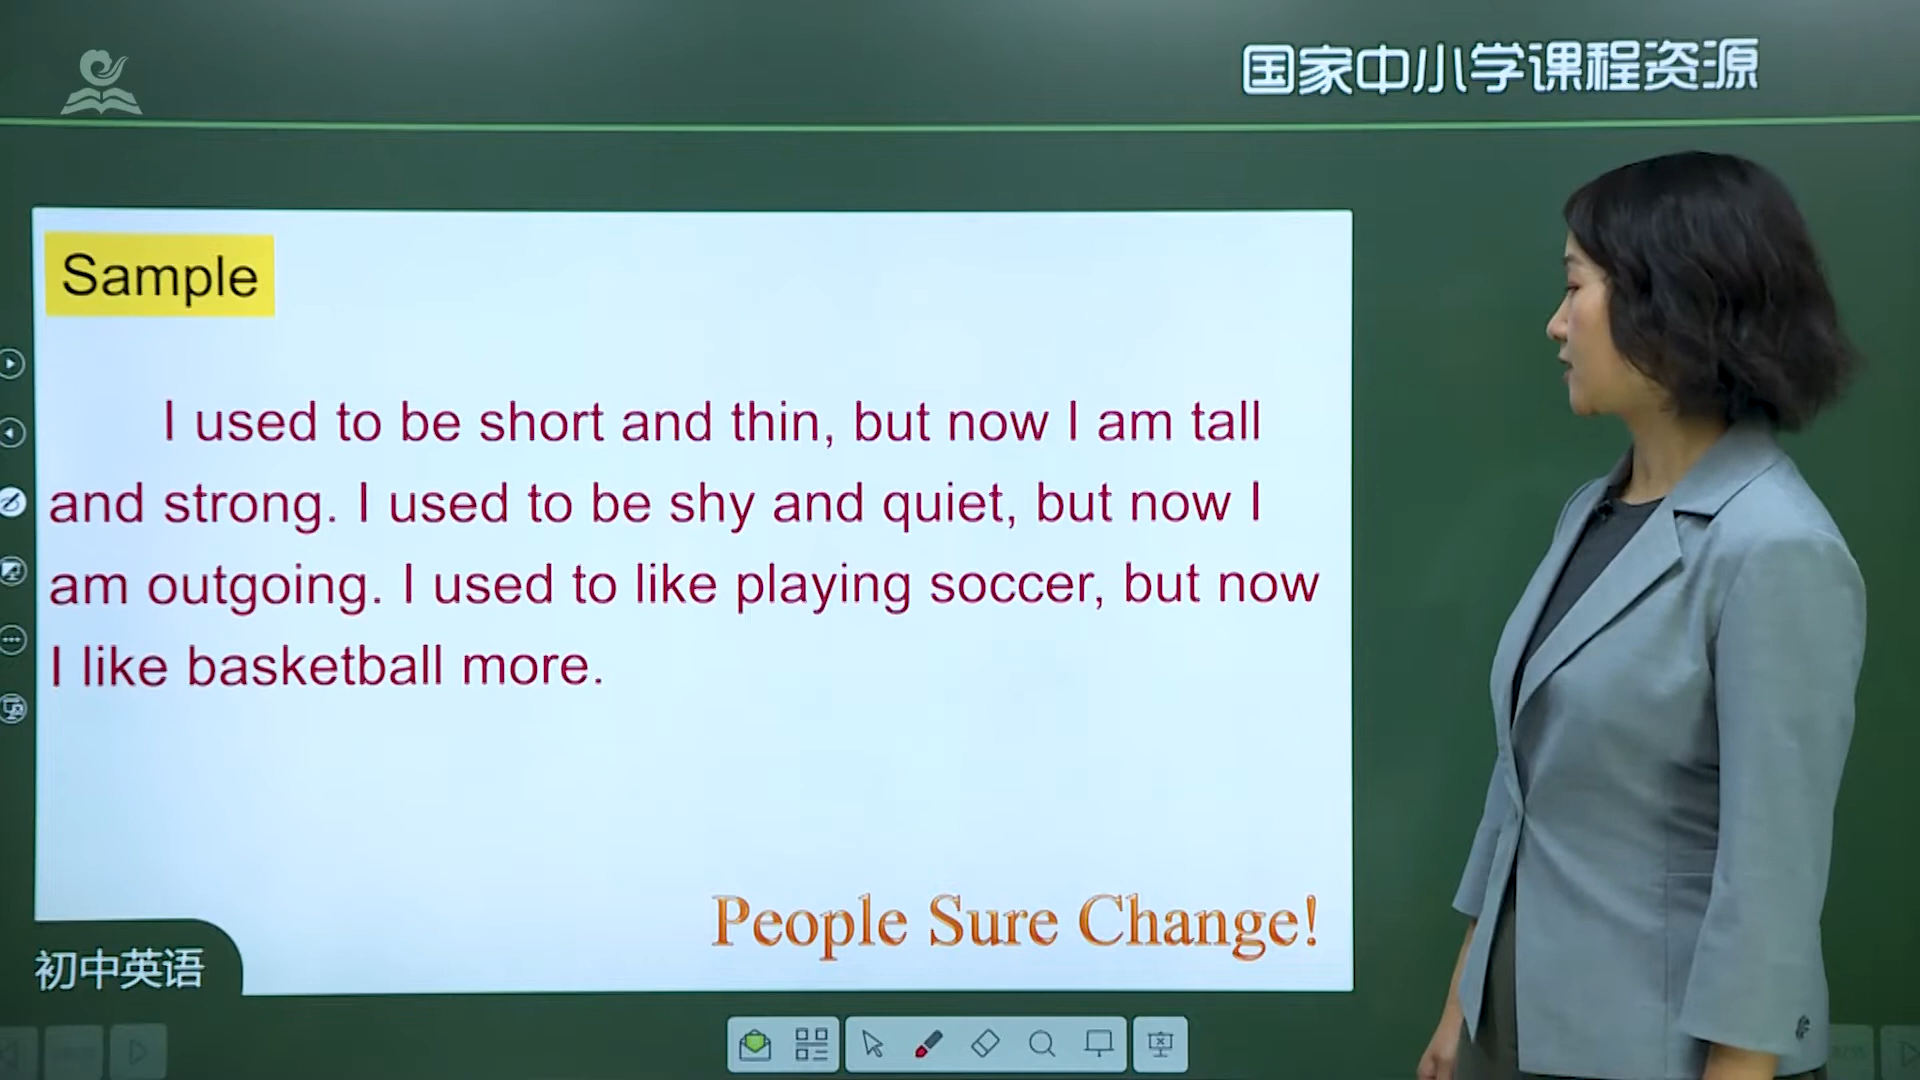 国家中小学课程资源
Sample
I used to be short and thin, but now I am tall
and strong. I used to be shy and quiet, but now I
am outgoing. I used to like playing soccer, but now
I like basketball more.
People Sure Change!
初中英语